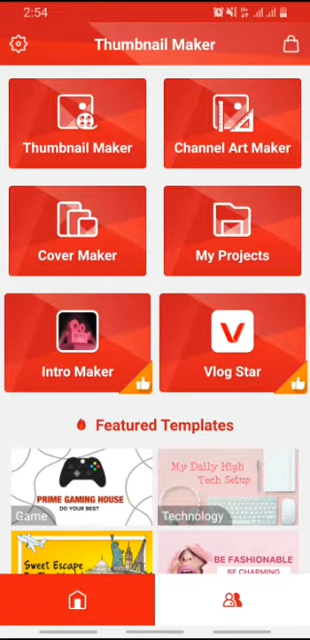 2:54
Thumbnail Maker
Thumbnail Maker
Channel Art Maker
Cover Maker
My Projects
Intro Maker
Vlog Star
Featured Templates
PRIME GAMING HOUSE
DO YOUR BEST
Game
My Daily High
Tech Setup
Technology
Sweet Escape
BE FASHIONABLE
BE CHARMING